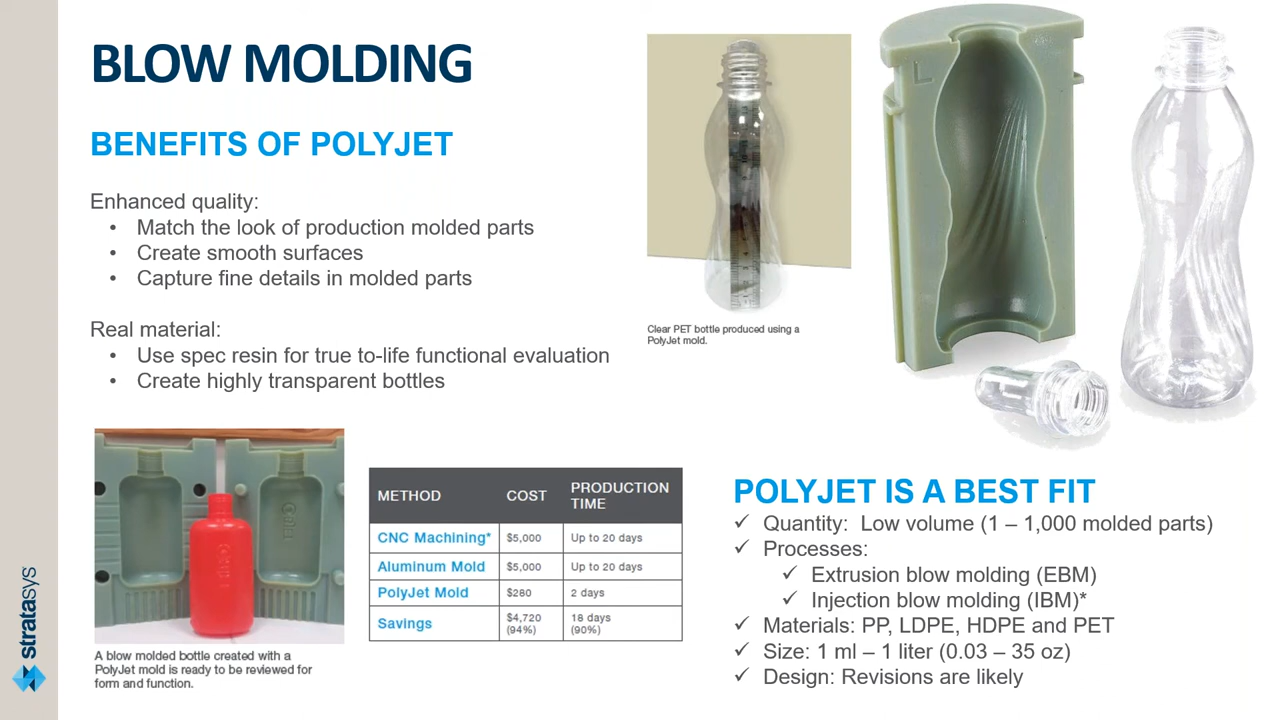 BLOW MOLDING
BENEFITS OF POLYJET
Enhanced quality:
• Match the look of production molded parts
• Create smooth surfaces
• Capture fine details in molded parts
Real material:
• Use spec resin for true to-life functional evaluation
• Create highly transparent bottles
Clear PET bottle produced using a
PolyJet mold.
L
A blow molded bottle created with a
PolyJet mold is ready to be reviewed for
form and function.
METHOD COST PRODUCTION TIME
CNC Machining* $5,000 Up to 20 days
Aluminum Mold $5,000 Up to 20 days
PolyJet Mold $280 2 days
Savings $4,720 (94%) 18 days (90%)
POLYJET IS A BEST FIT
✓ Quantity: Low volume (1 – 1,000 molded parts)
✓ Processes:
✓ Extrusion blow molding (EBM)
✓ Injection blow molding (IBM)*
✓ Materials: PP, LDPE, HDPE and PET
✓ Size: 1 ml – 1 liter (0.03 – 35 oz)
✓ Design: Revisions are likely
stratasys